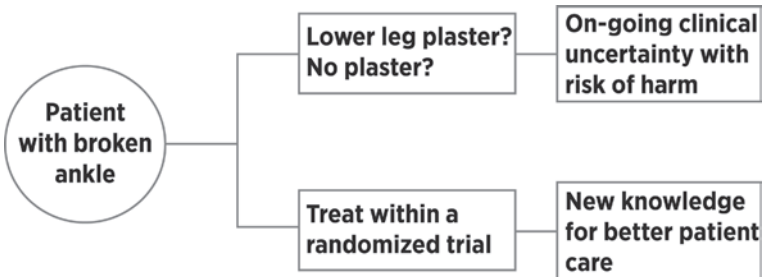 Patient
with broken
ankle
Lower leg plaster?
No plaster?
On-going clinical
uncertainty with
risk of harm
Treat within a
randomized trial
New knowledge
for better patient
care